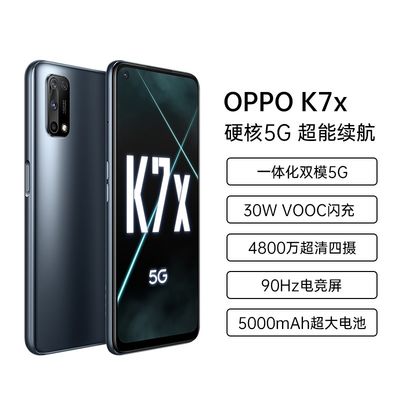 OPPO K7x
硬核5G 超能续航
一体化双模5G
30W VOOC闪充
4800万超清四摄
90Hz电竞屏
5000mAh超大电池
K7x
5G